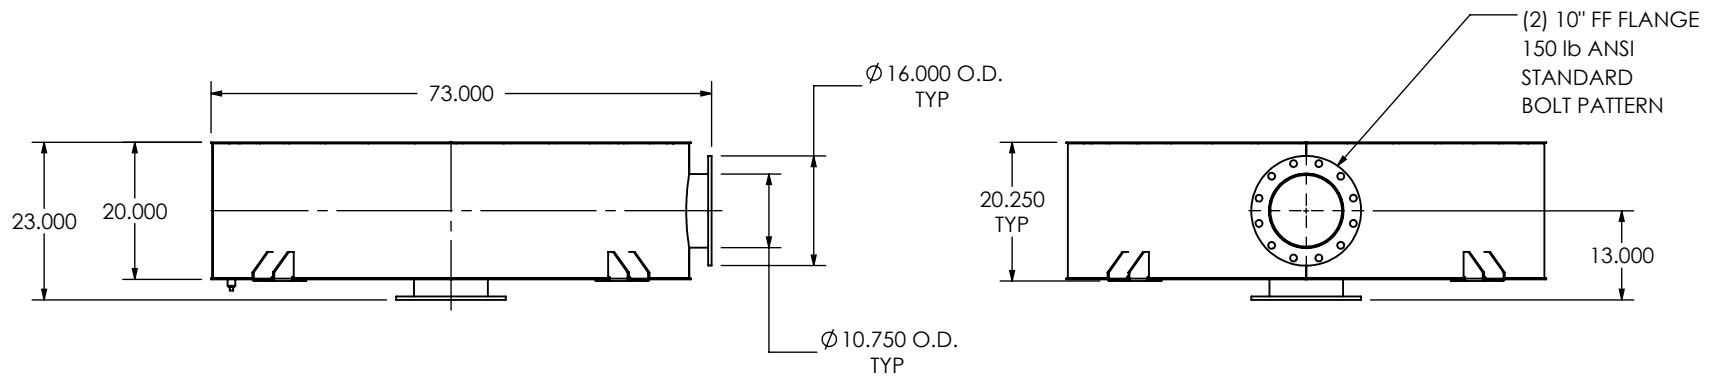 (2) 10" FF FLANGE
150 lb ANSI
STANDARD
BOLT PATTERN
Ø 16.000 O.D.
TYP
73.000
23.000
20.000
20.250
TYP
13.000
Ø 10.750 O.D.
TYP